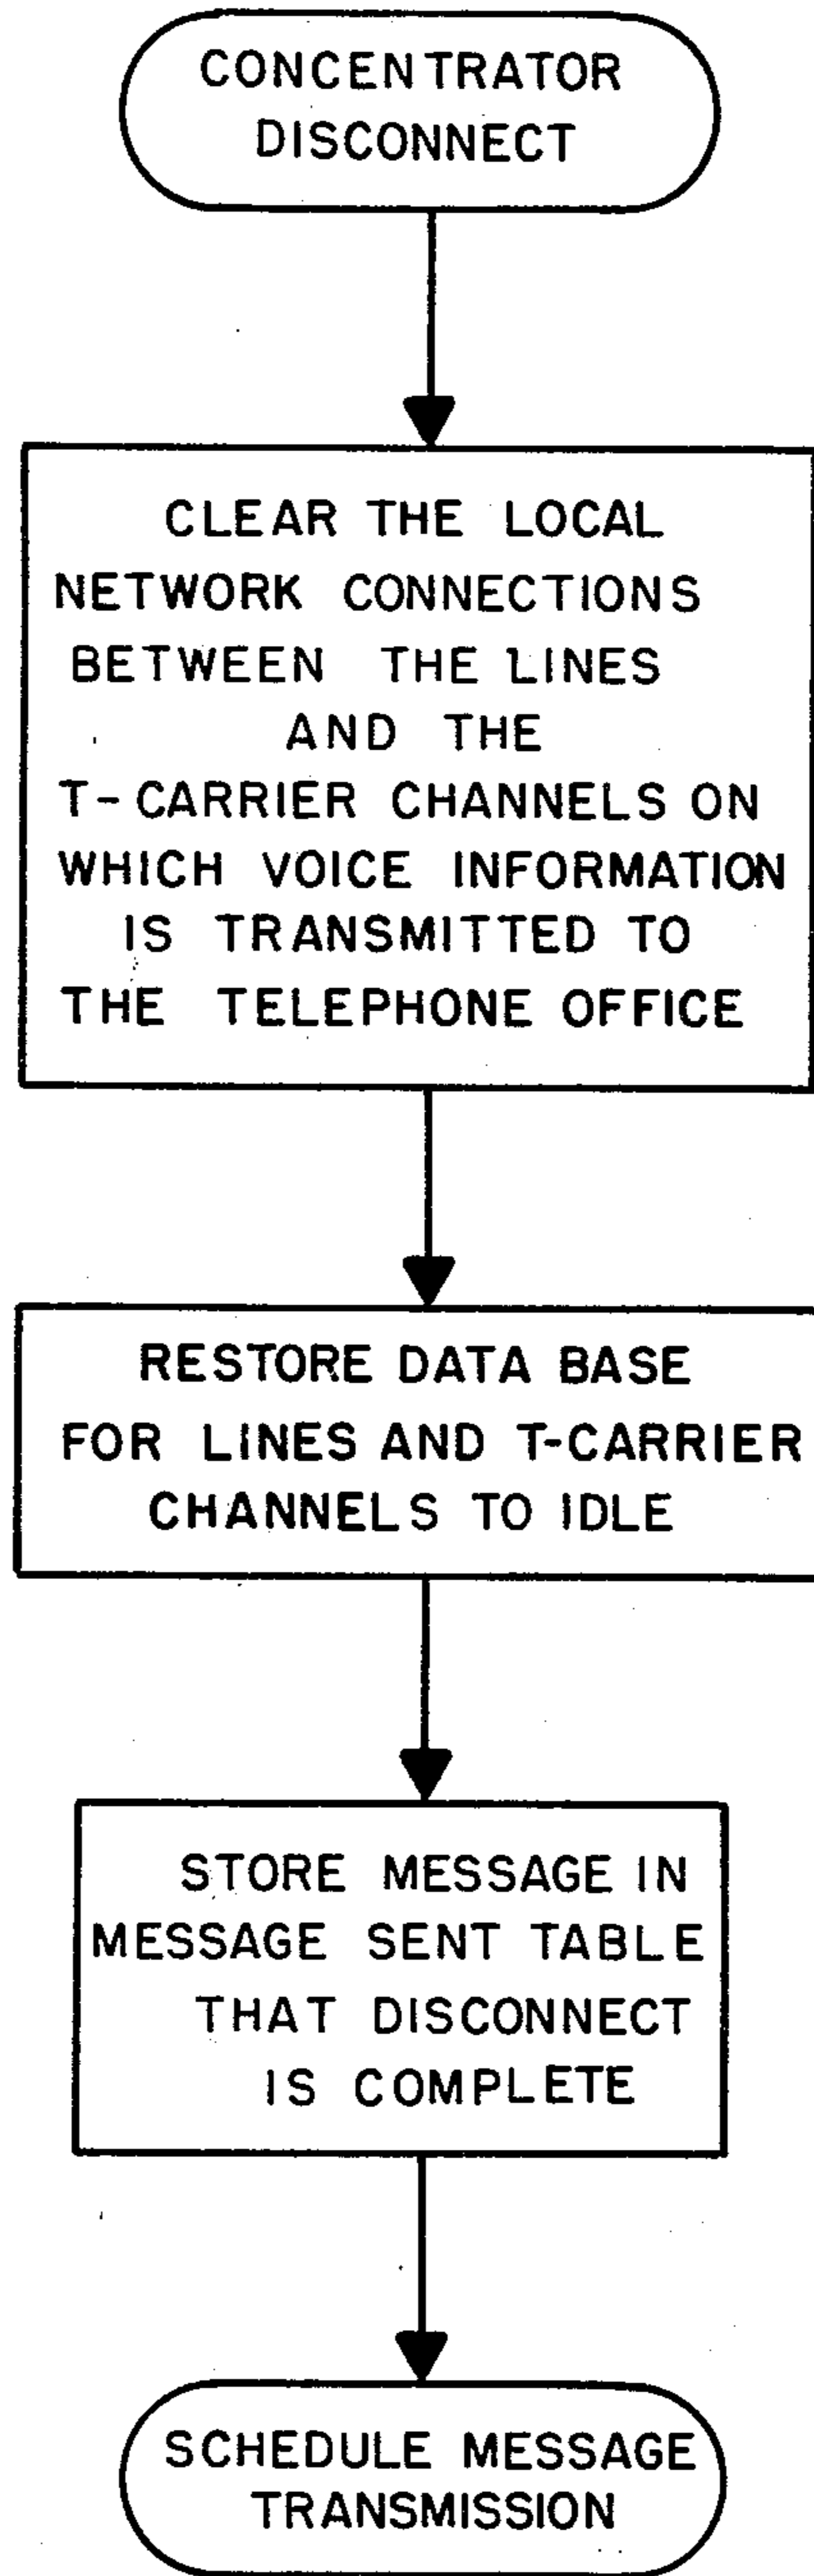 CONCENTRATOR
DISCONNECT
CLEAR THE LOCAL
NETWORK CONNECTIONS
BETWEEN THE LINES
AND THE
T-CARRIER CHANNELS ON
WHICH VOICE INFORMATION
IS TRANSMITTED TO
THE TELEPHONE OFFICE
RESTORE DATA BASE
FOR LINES AND T-CARRIER
CHANNELS TO IDLE
STORE MESSAGE IN
MESSAGE SENT TABLE
THAT DISCONNECT
IS COMPLETE
SCHEDULE MESSAGE
TRANSMISSION